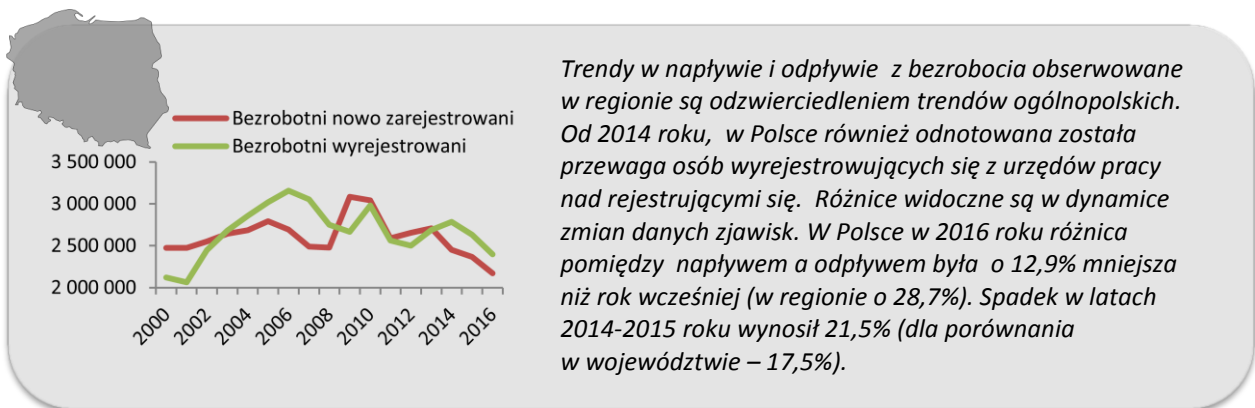 Bezrobotni nowo zarejestrowani
Bezrobotni wyrejestrowani
3 500 000
3 000 000
2 500 000
2 000 000
2000
2002
2004
2006
2008
2010
2012
2014
2016
Trendy w napływie i odpływie z bezrobocia obserwowane
w regionie są odzwierciedleniem trendów ogólnopolskich.
Od 2014 roku, w Polsce również odnotowana została
przewaga osób wyrejestrowujących się z urzędów pracy
nad rejestrującymi się. Różnice widoczne są w dynamice
zmian danych zjawisk. W Polsce w 2016 roku różnica
pomiędzy napływem a odpływem była o 12,9% mniejsza
niż rok wcześniej (w regionie o 28,7%). Spadek w latach
2014-2015 roku wynosił 21,5% (dla porównania
w województwie – 17,5%).